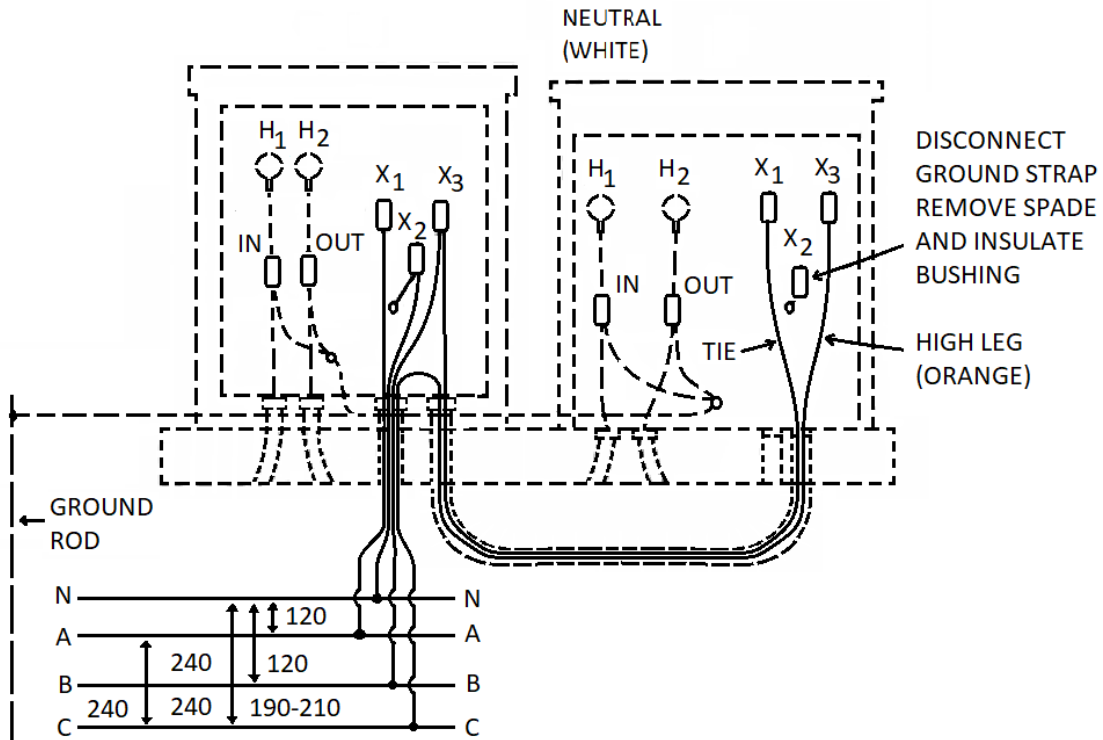 NEUTRAL
(WHITE)
H1 H2
X1 X3
X2
IN OUT
H1 H2
X1 X3
X2
IN OUT
TIE
DISCONNECT
GROUND STRAP
REMOVE SPADE
AND INSULATE
BUSHING
HIGH LEG
(ORANGE)
GROUND
ROD
N N
120
A A
240 120
B B
240 240 190-210
C C